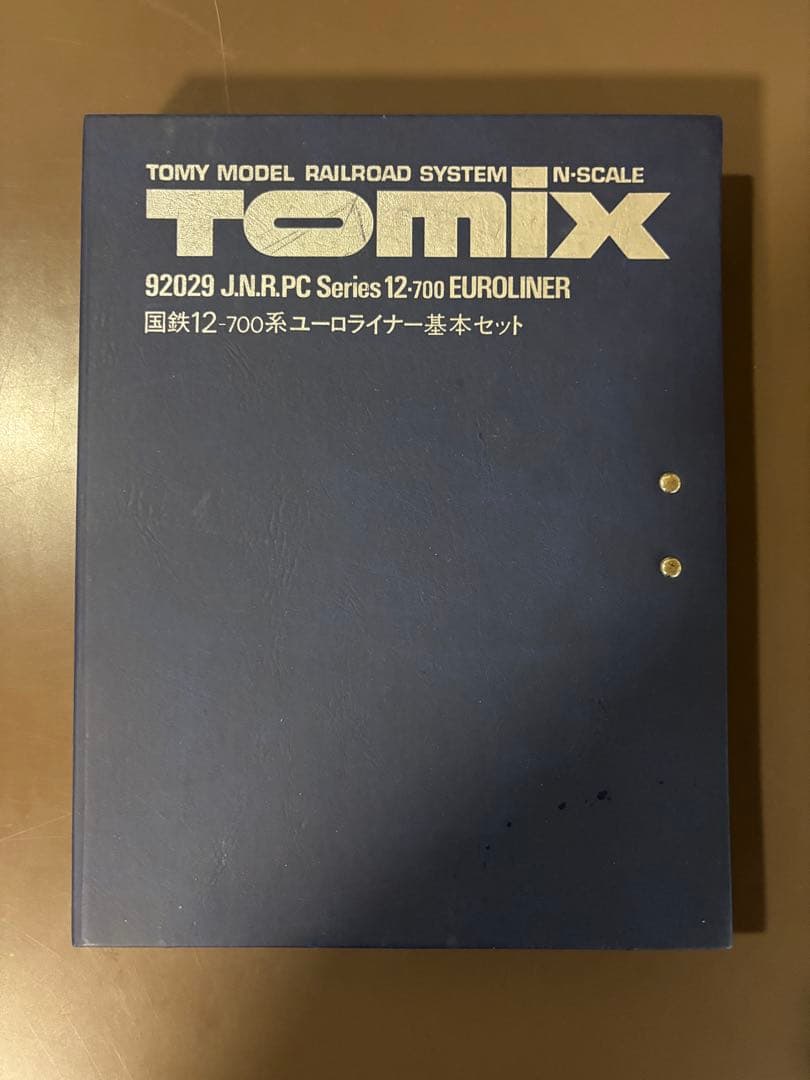 TOMY MODEL RAILROAD SYSTEM N·SCALE
TOMIX
92029 J.N.R.PC Series 12·700 EUROLINER
国鉄12-700系ユーロライナー基本セット